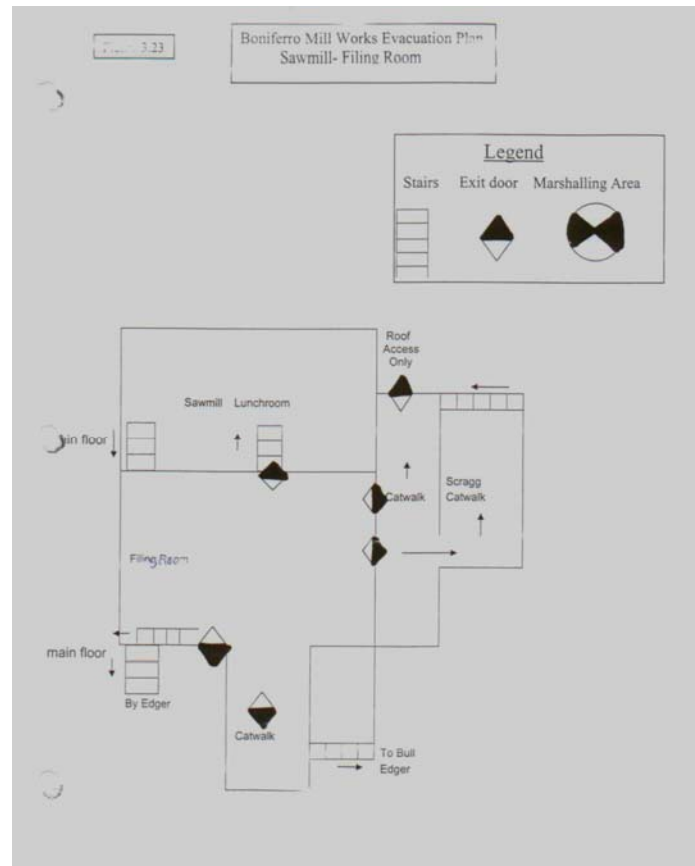 3.23
Boniferro Mill Works Evacuation Plan
Sawmill- Filing Room
Legend
Stairs Exit door Marshalling Area
Roof
Access
Only
Sawmill Lunchroom
floor
Catwalk
Scragg
Catwalk
Filing Room
main floor
By Edger
Catwalk
To Bull
Edger